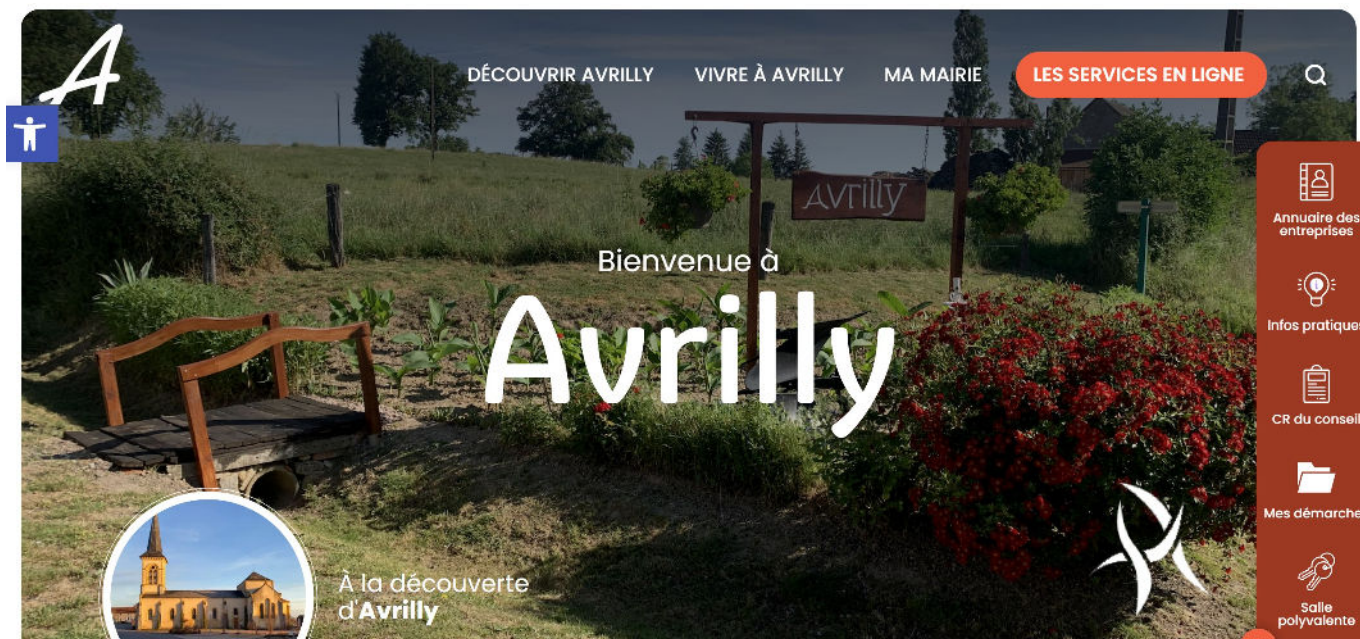 A
DÉCOUVRIR AVRILLY
VIVRE À AVRILLY
MA MAIRIE
LES SERVICES EN LIGNE
Avrilly
Bienvenue à
Avrilly
À la découverte
d'Avrilly
Annuaire des
entreprises
Infos pratiques
CR du conseil
Mes démarche
Salle
polyvalente